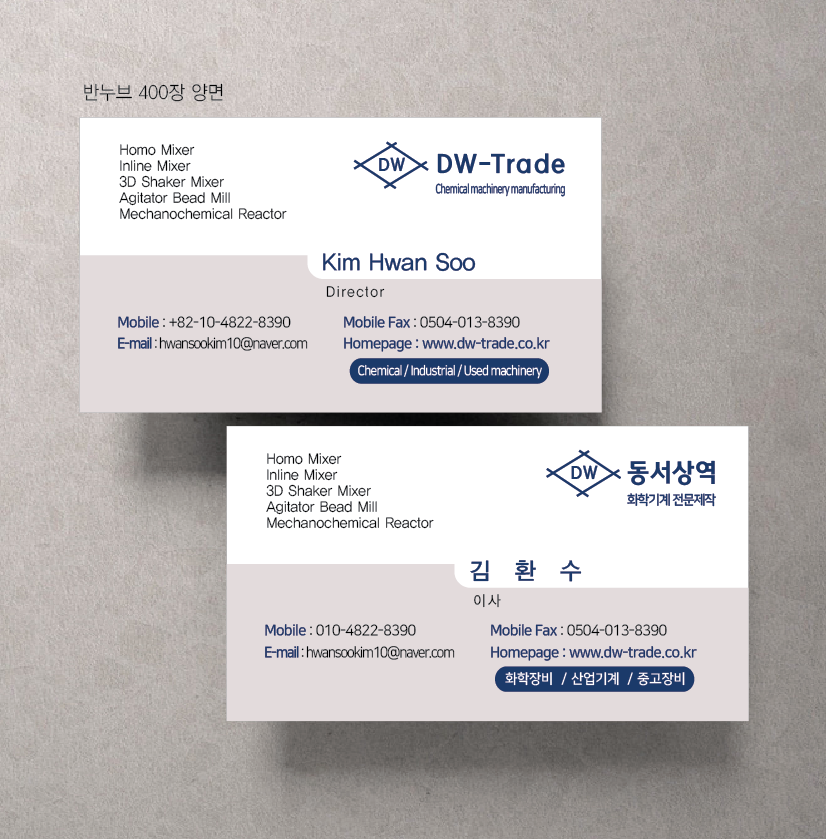 반누브 400장 양면
Homo Mixer
Inline Mixer
3D Shaker Mixer
Agitator Bead Mill
Mechanochemical Reactor
DW
DW-Trade
Chemical machinery manufacturing
Kim Hwan Soo
Director
Mobile : +82-10-4822-8390
E-mail : hwansookim10@naver.com
Mobile Fax : 0504-013-8390
Homepage : www.dw-trade.co.kr
Chemical / Industrial / Used machinery
Homo Mixer
Inline Mixer
3D Shaker Mixer
Agitator Bead Mill
Mechanochemical Reactor
DW
동서상역
화학기계 전문제작
김 환 수
이사
Mobile : 010-4822-8390
E-mail : hwansookim10@naver.com
Mobile Fax : 0504-013-8390
Homepage : www.dw-trade.co.kr
화학장비 / 산업기계 / 중고장비